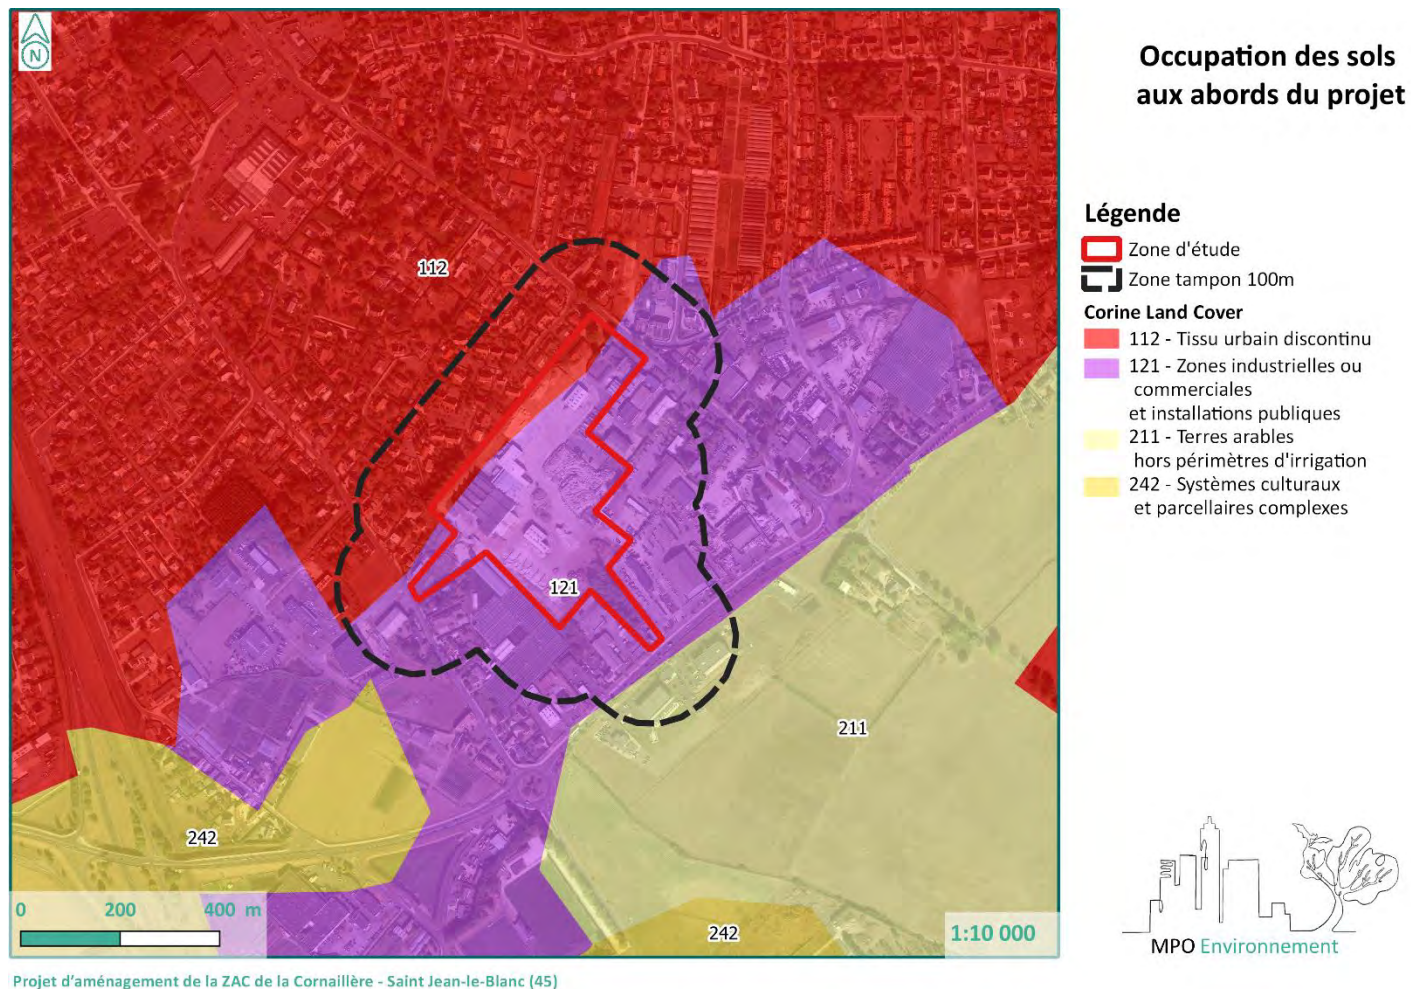 N
Occupation des sols
aux abords du projet
Légende
Zone d'étude
Zone tampon 100m
Corine Land Cover
112 - Tissu urbain discontinu
121 - Zones industrielles ou
commerciales
et installations publiques
211 - Terres arables
hors périmètres d'irrigation
242 - Systèmes culturaux
et parcellaires complexes
112
121
211
242
242
0 200 400 m
1:10 000
MPO Environnement
Projet d'aménagement de la ZAC de la Cornaillère - Saint Jean-le-Blanc (45)